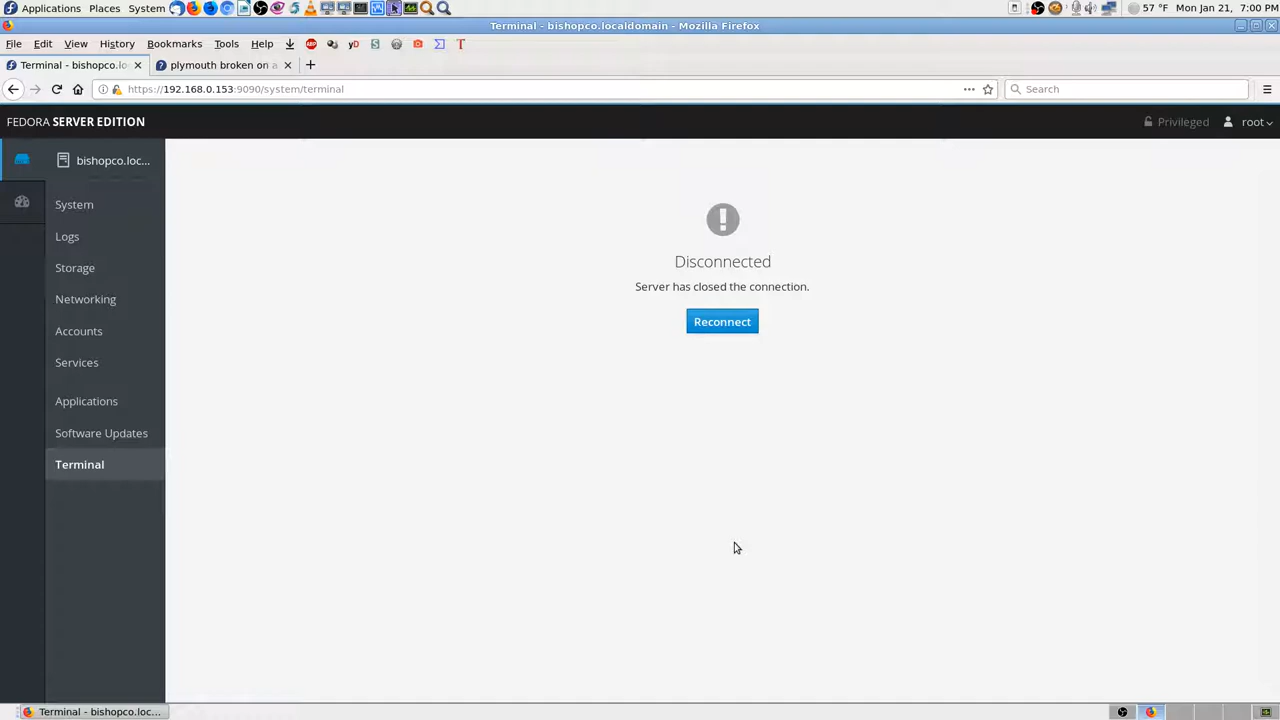 Applications Places System 57 °F Mon Jan 21, 7:00 PM
Terminal - bishopco.localdomain - Mozilla Firefox
File Edit View History Bookmarks Tools Help
Terminal - bishopco.lo plymouth broken on a
https://192.168.0.153:9090/system/terminal Search
FEDORA SERVER EDITION Privileged root
bishopco.loc...
System
Logs
Storage
Networking
Accounts
Services
Applications
Software Updates
Terminal
Disconnected
Server has closed the connection.
Reconnect
Terminal - bishopco.loc...